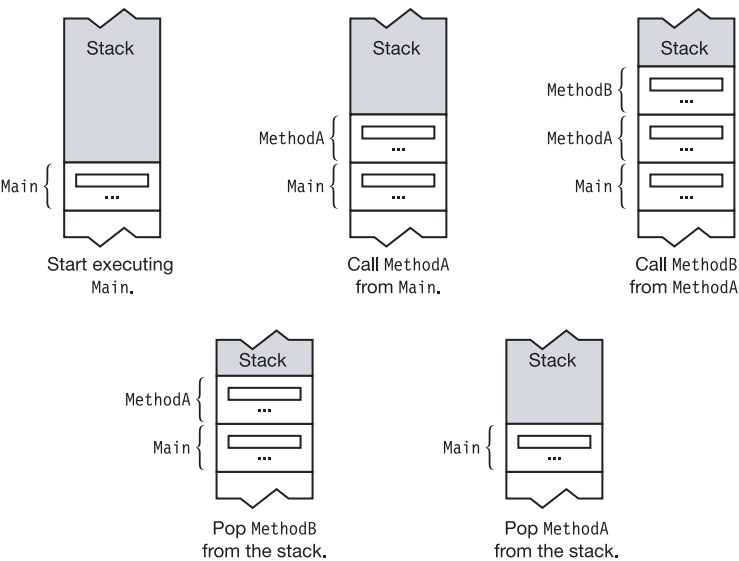 Stack
Main
...
Start executing
Main.
Stack
MethodA
...
Main
...
Call MethodA
from Main.
Stack
MethodB
...
MethodA
...
Main
...
Call MethodB
from MethodA
Stack
MethodA
...
Main
...
Pop MethodB
from the stack.
Stack
Main
...
Pop MethodA
from the stack.